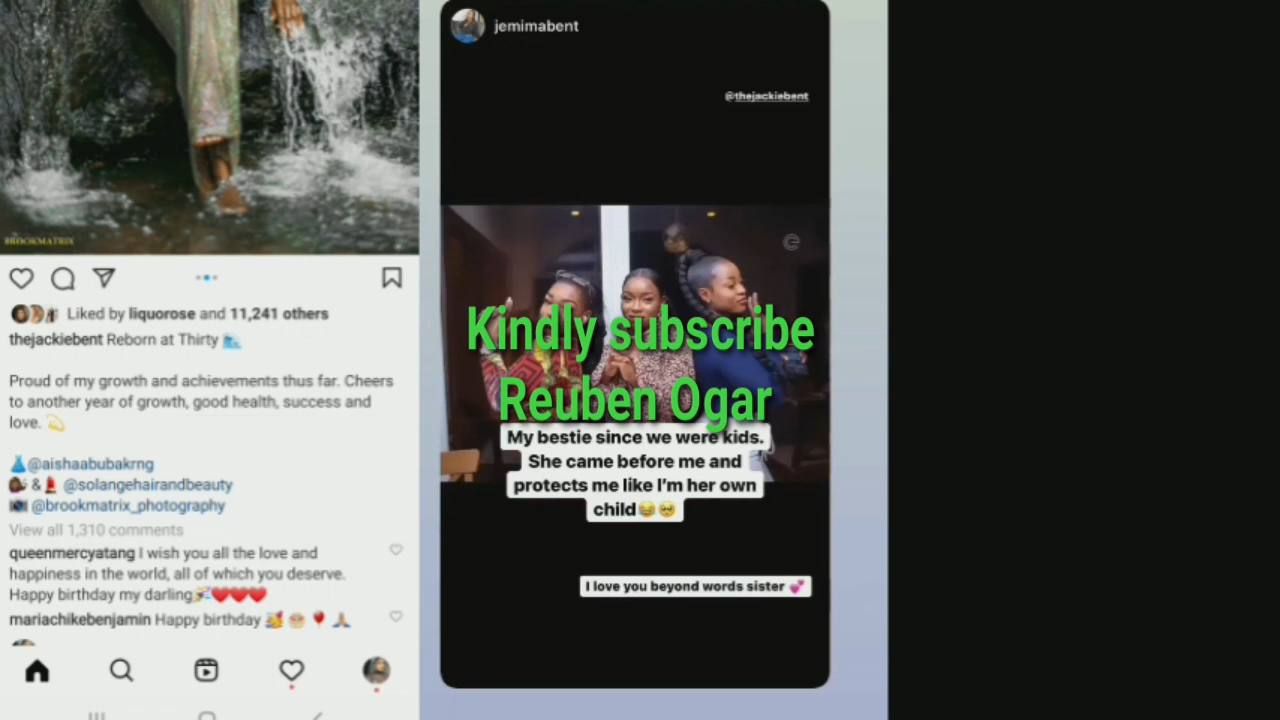 BROOKMATRIX
Liked by liquorose and 11,241 others
thejackiebent Reborn at Thirty
Proud of my growth and achievements thus far. Cheers
to another year of growth, good health, success and
love.
@aishaabubakrng
& @solangehairandbeauty
@brookmatrix_photography
View all 1,310 comments
queenmercyatang I wish you all the love and
happiness in the world, all of which you deserve.
Happy birthday my darling🎉❤️❤️❤️
mariachikebenjamin Happy birthday
jemimabent
@thejackiebent
Kindly subscribe
Reuben Ogar
My bestie since we were kids.
She came before me and
protects me like I'm her own
child😂🥺
I love you beyond words sister 💞